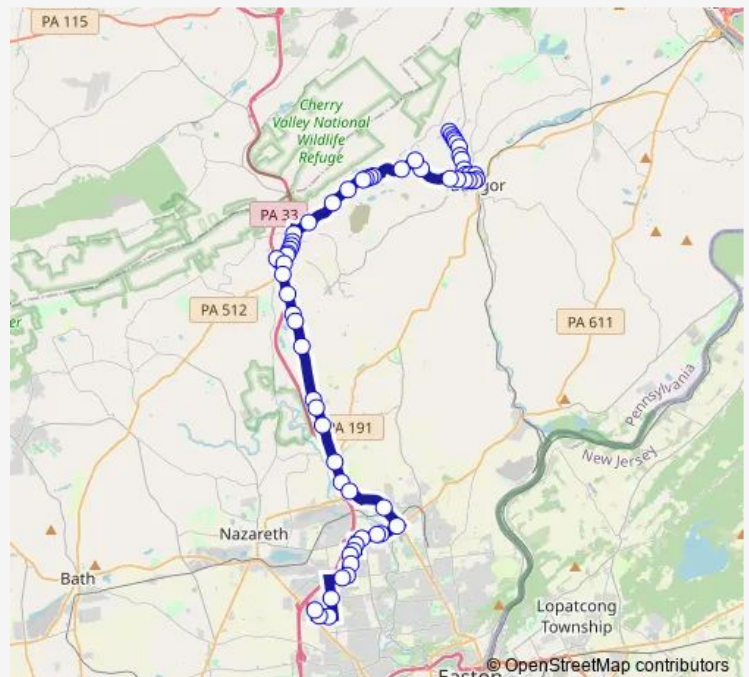 PA 115
Cherry
Valley National
Wildlife
Refuge
PA 33
PA 512
PA 611
Pennsylvania
New Jersey
PA 191
Nazareth
Bath
Lopatcong
Township
© OpenStreetMap contributors